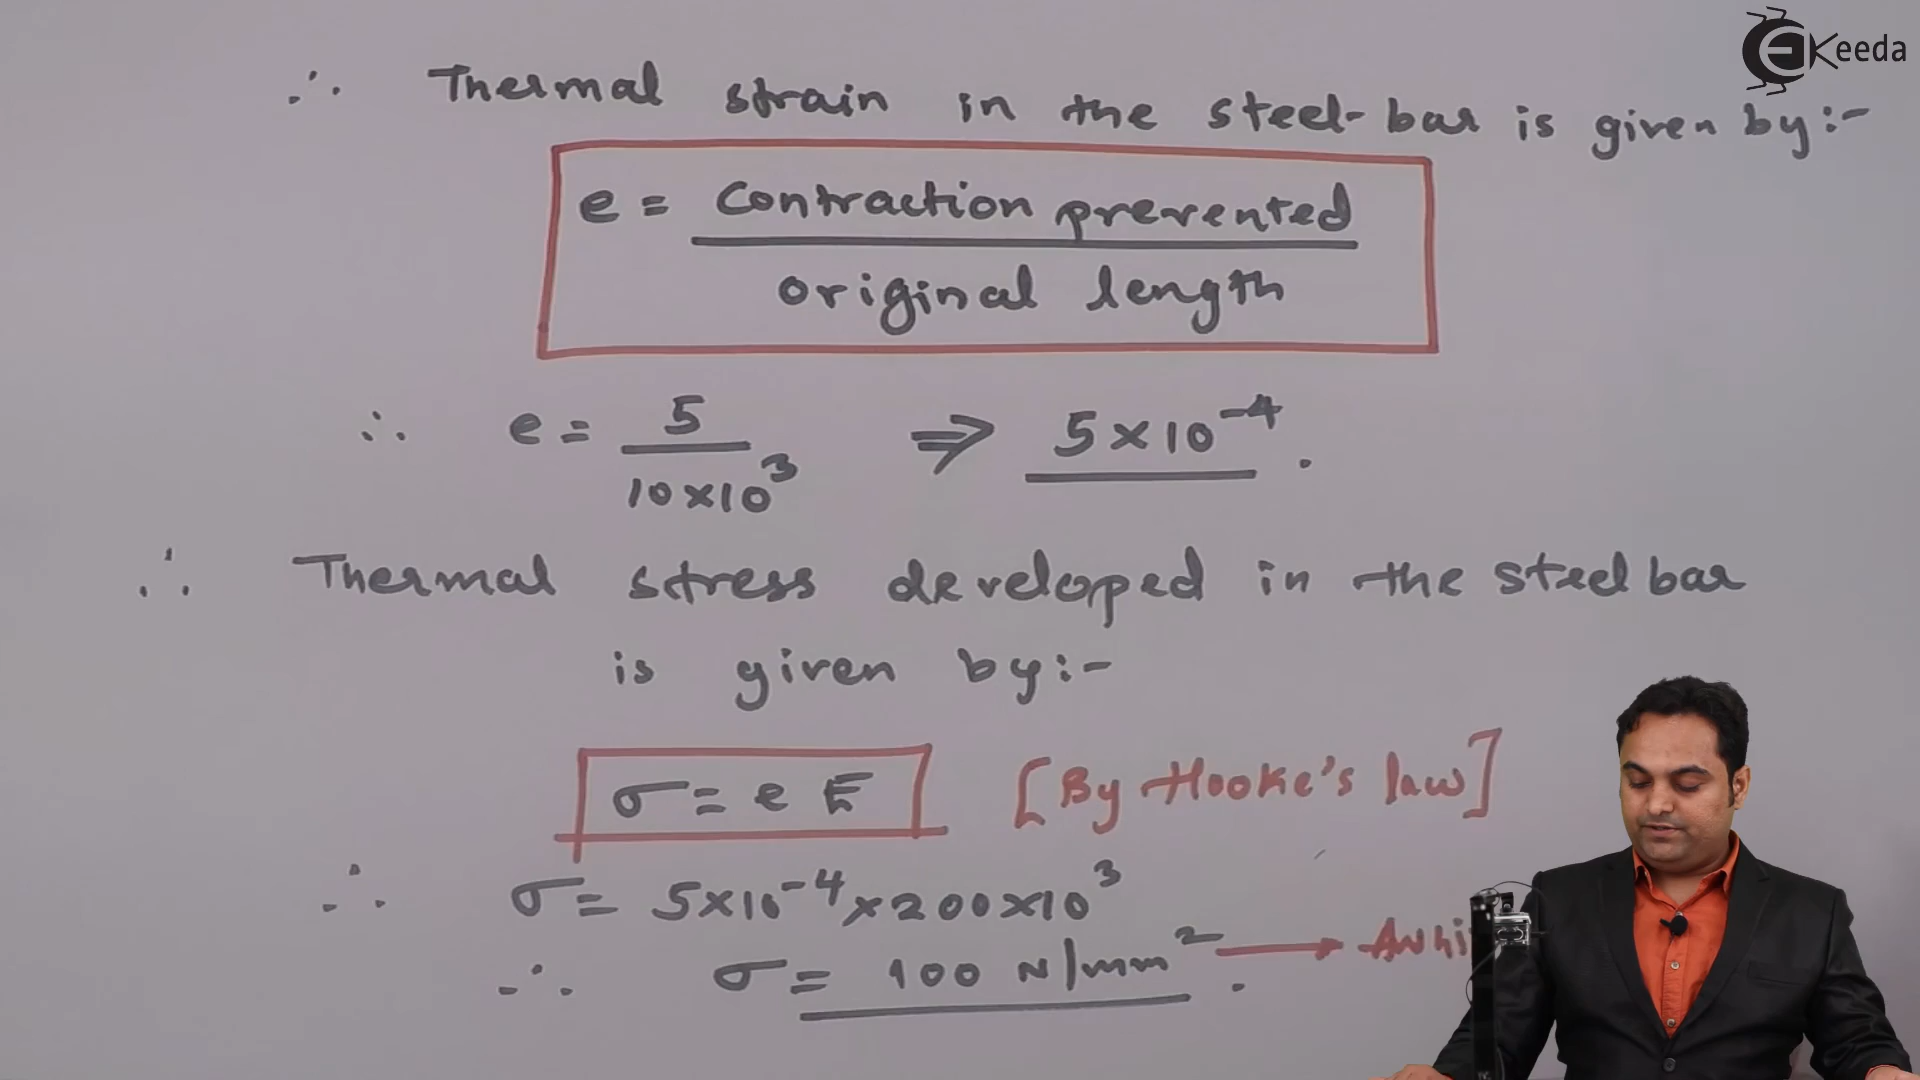 EKeeda
∴ Thermal strain in the steel-bar is given by:-
e = Contraction prevented
original length
∴ e = 5 / 10×10³ ⇒ 5×10⁻⁴.
∴ Thermal stress developed in the steel bar
is given by:-
σ = e E [By Hooke's law]
∴ σ = 5×10⁻⁴×200×10³
∴ σ = 100 N/mm² .